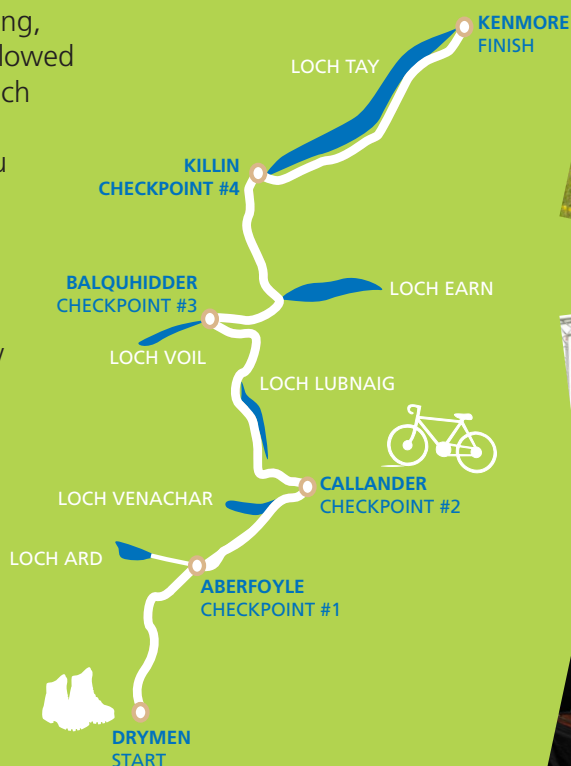 ng,
lowed
ch
u
KENMORE
FINISH
LOCH TAY
KILLIN
CHECKPOINT #4
BALQUHIDDER
CHECKPOINT #3
LOCH EARN
LOCH VOIL
LOCH LUBNAIG
CALLANDER
CHECKPOINT #2
LOCH VENACHAR
LOCH ARD
ABERFOYLE
CHECKPOINT #1
DRYMEN
START